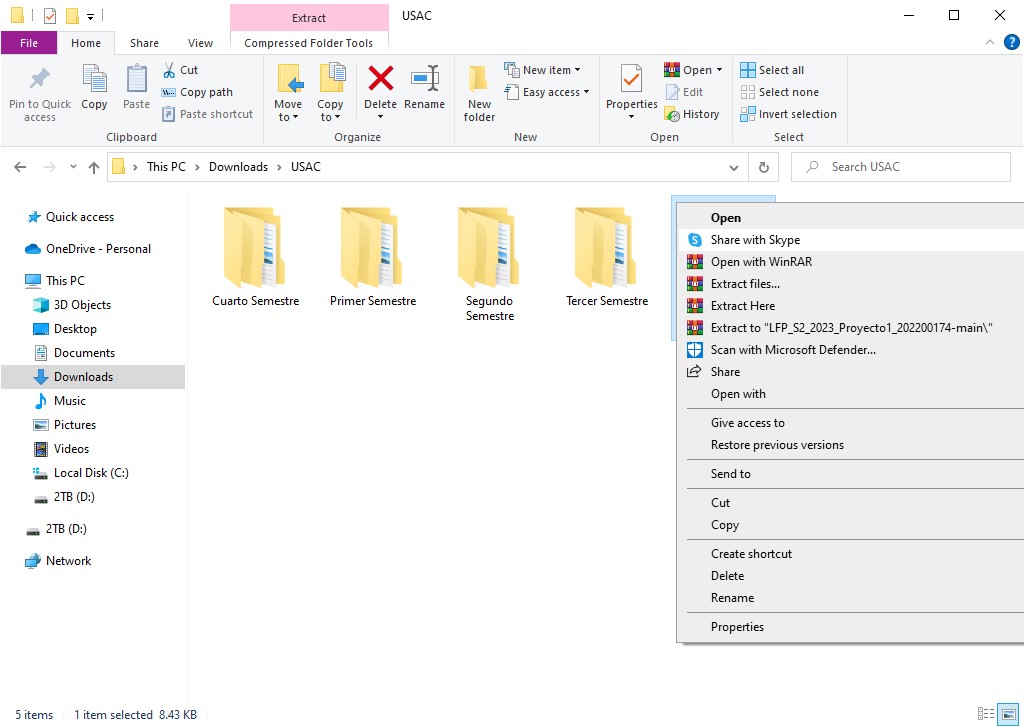 Extract
USAC
File
Home
Share
View
Compressed Folder Tools
Pin to Quick
access
Copy
Paste
Cut
Copy path
Paste shortcut
Clipboard
Move
to
Copy
to
Delete
Rename
Organize
New
folder
New item
Easy access
New
Properties
Open
Edit
History
Open
Select all
Select none
Invert selection
Select
This PC
Downloads
USAC
Search USAC
Quick access
OneDrive - Personal
This PC
3D Objects
Desktop
Documents
Downloads
Music
Pictures
Videos
Local Disk (C:)
2TB (D:)
2TB (D:)
Network
Cuarto Semestre
Primer Semestre
Segundo
Semestre
Tercer Semestre
Open
Share with Skype
Open with WinRAR
Extract files...
Extract Here
Extract to "LFP_S2_2023_Proyecto1_202200174-main\"
Scan with Microsoft Defender...
Share
Open with
Give access to
Restore previous versions
Send to
Cut
Copy
Create shortcut
Delete
Rename
Properties
5 items
1 item selected 8.43 KB